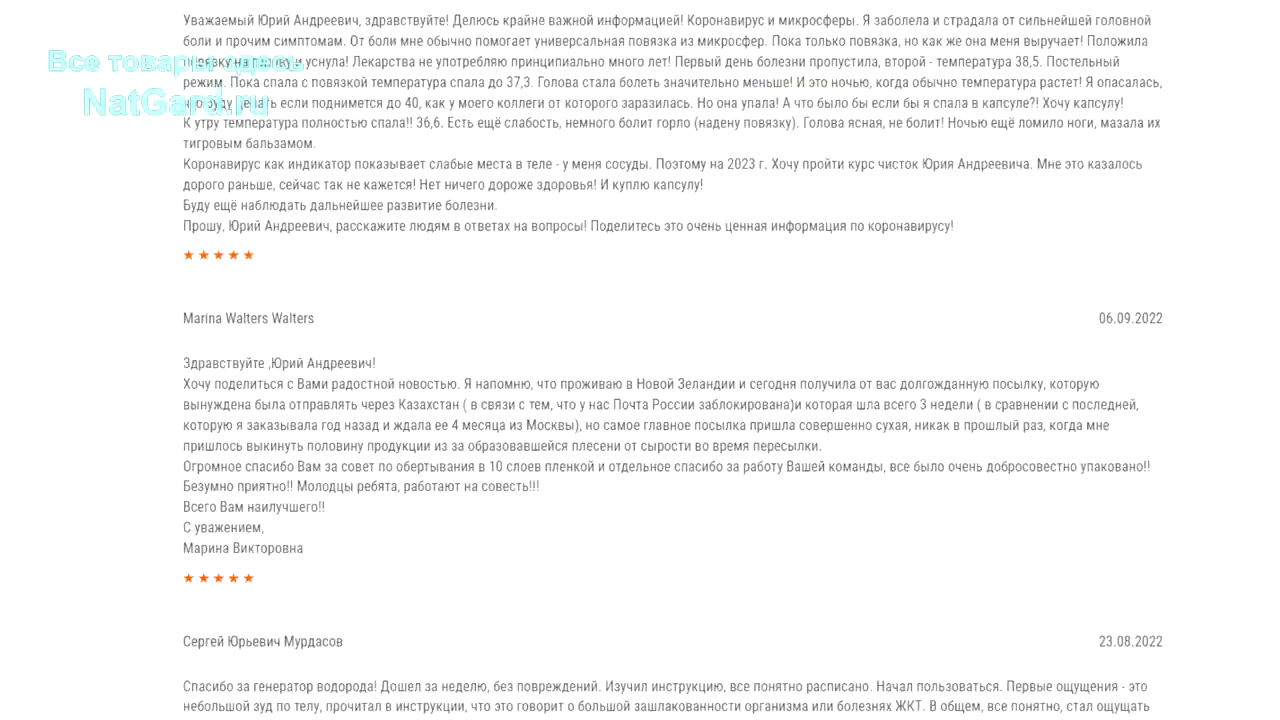 Уважаемый Юрий Андреевич, здравствуйте! Делюсь крайне важной информацией! Коронавирус и микросферы. Я заболела и страдала от сильнейшей головной
боли и прочим симптомам. От боли мне обычно помогает универсальная повязка из микросфер. Пока только повязка, но как же она меня выручает! Положила
Все товары здесь
повязку на голову и уснула! Лекарства не употребляю принципиально много лет! Первый день болезни пропустила, второй - температура 38,5. Постельный
режим. Пока спала с повязкой температура спала до 37,3. Голова стала болеть значительно меньше! И это ночью, когда обычно температура растет! Я опасалась,
NatGard.ru
что буду делать если поднимется до 40, как у моего коллеги от которого заразилась. Но она упала! А что было бы если бы я спала в капсуле?! Хочу капсулу!
К утру температура полностью спала!! 36,6. Есть ещё слабость, немного болит горло (надену повязку). Голова ясная, не болит! Ночью ещё ломило ноги, мазала их
тигровым бальзамом.
Коронавирус как индикатор показывает слабые места в теле - у меня сосуды. Поэтому на 2023 г. Хочу пройти курс чисток Юрия Андреевича. Мне это казалось
дорого раньше, сейчас так не кажется! Нет ничего дороже здоровья! И куплю капсулу!
Буду ещё наблюдать дальнейшее развитие болезни.
Прошу, Юрий Андреевич, расскажите людям в ответах на вопросы! Поделитесь это очень ценная информация по коронавирусу!
Marina Walters Walters 06.09.2022
Здравствуйте ,Юрий Андреевич!
Хочу поделиться с Вами радостной новостью. Я напомню, что проживаю в Новой Зеландии и сегодня получила от вас долгожданную посылку, которую
вынуждена была отправлять через Казахстан ( в связи с тем, что у нас Почта России заблокирована)и которая шла всего 3 недели ( в сравнении с последней,
которую я заказывала год назад и ждала ее 4 месяца из Москвы), но самое главное посылка пришла совершенно сухая, никак в прошлый раз, когда мне
пришлось выкинуть половину продукции из за образовавшейся плесени от сырости во время пересылки.
Огромное спасибо Вам за совет по обертывания в 10 слоев пленкой и отдельное спасибо за работу Вашей команды, все было очень добросовестно упаковано!!
Безумно приятно!! Молодцы ребята, работают на совесть!!!
Всего Вам наилучшего!!
С уважением,
Марина Викторовна
Сергей Юрьевич Мурдасов 23.08.2022
Спасибо за генератор водорода! Дошел за неделю, без повреждений. Изучил инструкцию, все понятно расписано. Начал пользоваться. Первые ощущения - это
небольшой зуд по телу, прочитал в инструкции, что это говорит о большой зашлакованности организма или болезнях ЖКТ. В общем, все понятно, стал ощущать